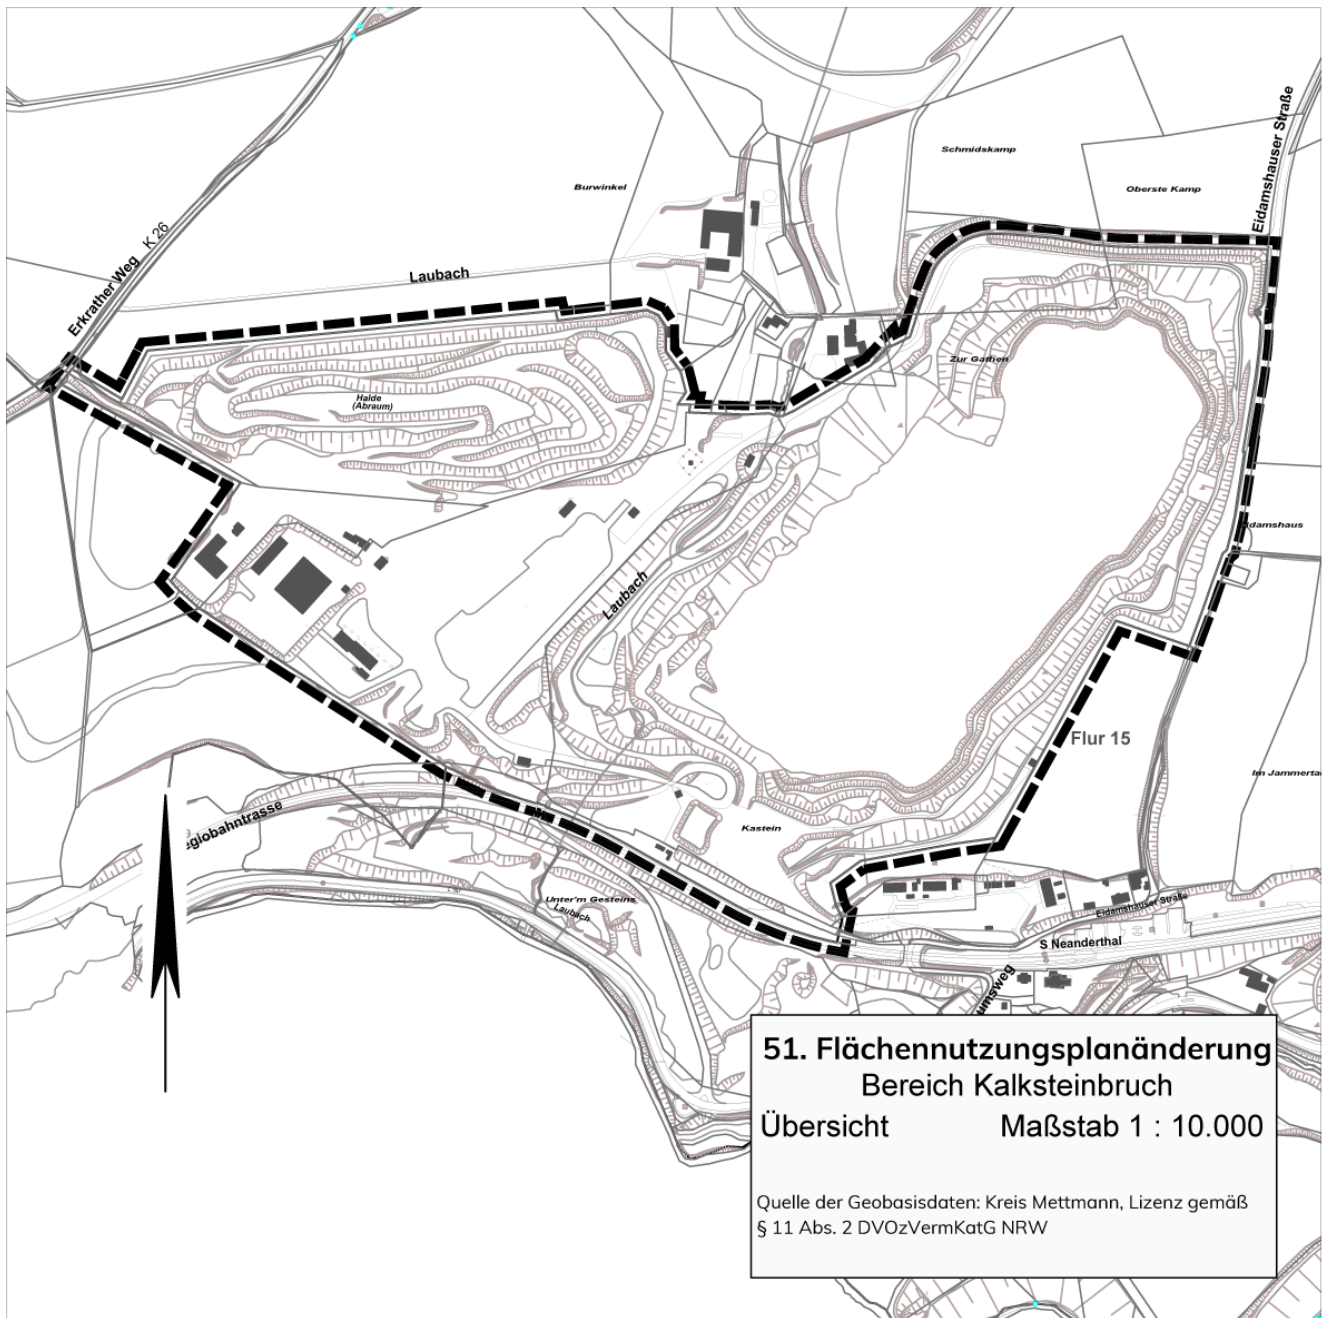 Eidamshauser Straße
Schmidskamp
Oberste Kamp
Burwinkel
Erkrather Weg K 26
Laubach
Zur Gathen
Halde
(Abraum)
idamshaus
Laubach
Flur 15
Im Jammerta
egiobahntrasse
Kastein
Unter'm Gesteins
Laubach
Eidamshauser Straße
S Neanderthal
umsweg
51. Flächennutzungsplanänderung
Bereich Kalksteinbruch
Übersicht Maßstab 1 : 10.000
Quelle der Geobasisdaten: Kreis Mettmann, Lizenz gemäß
§ 11 Abs. 2 DVOzVermKatG NRW